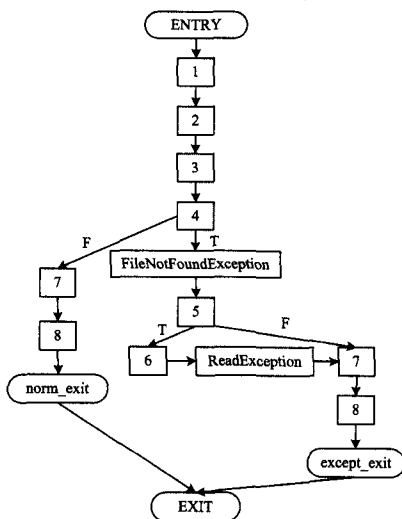 ENTRY
1
2
3
4
F
T
FileNotFoundException
7
5
8
T
F
6
ReadException
7
norm_exit
8
except_exit
EXIT